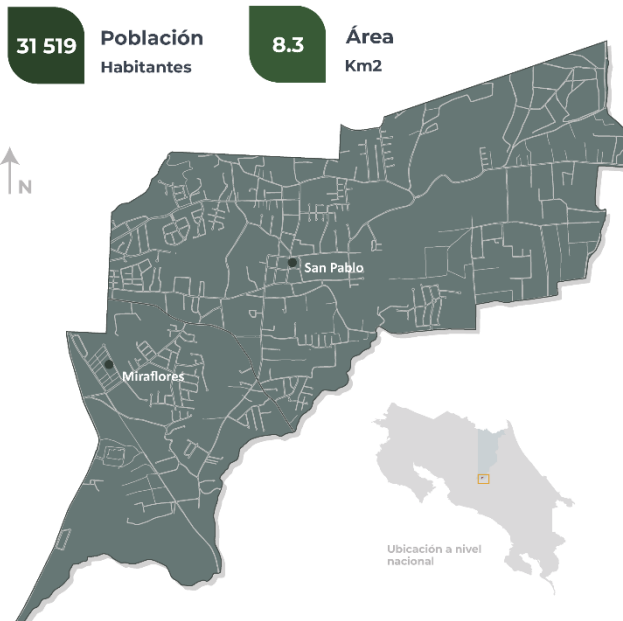 31 519
Población
Habitantes
8.3
Área
Km2
N
San Pablo
Miraflores
Ubicación a nivel
nacional